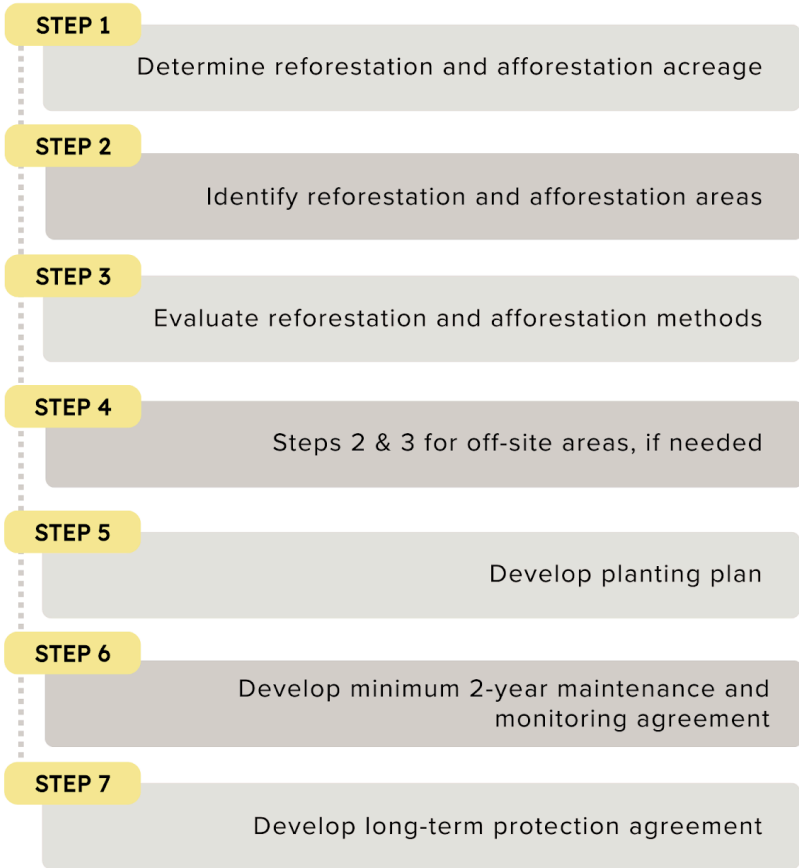 STEP 1
Determine reforestation and afforestation acreage
STEP 2
Identify reforestation and afforestation areas
STEP 3
Evaluate reforestation and afforestation methods
STEP 4
Steps 2 & 3 for off-site areas, if needed
STEP 5
Develop planting plan
STEP 6
Develop minimum 2-year maintenance and
monitoring agreement
STEP 7
Develop long-term protection agreement